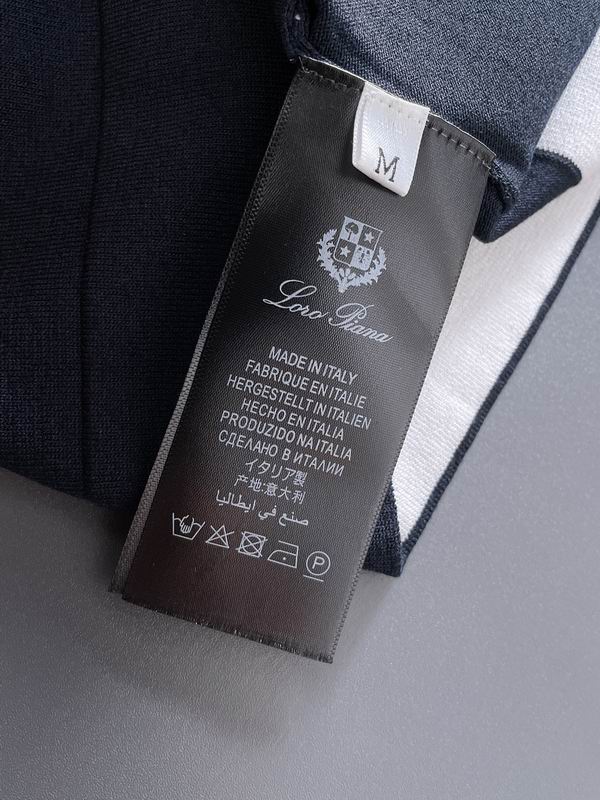 M
Loro Piana
MADE IN ITALY
FABRIQUE EN ITALIE
HERGESTELLT IN ITALIEN
HECHO EN ITALIA
PRODUZIDO NA ITALIA
СДЕЛАНО В ИТАЛИИ
イタリア製
产地:意大利
صنع في ايطاليا
P